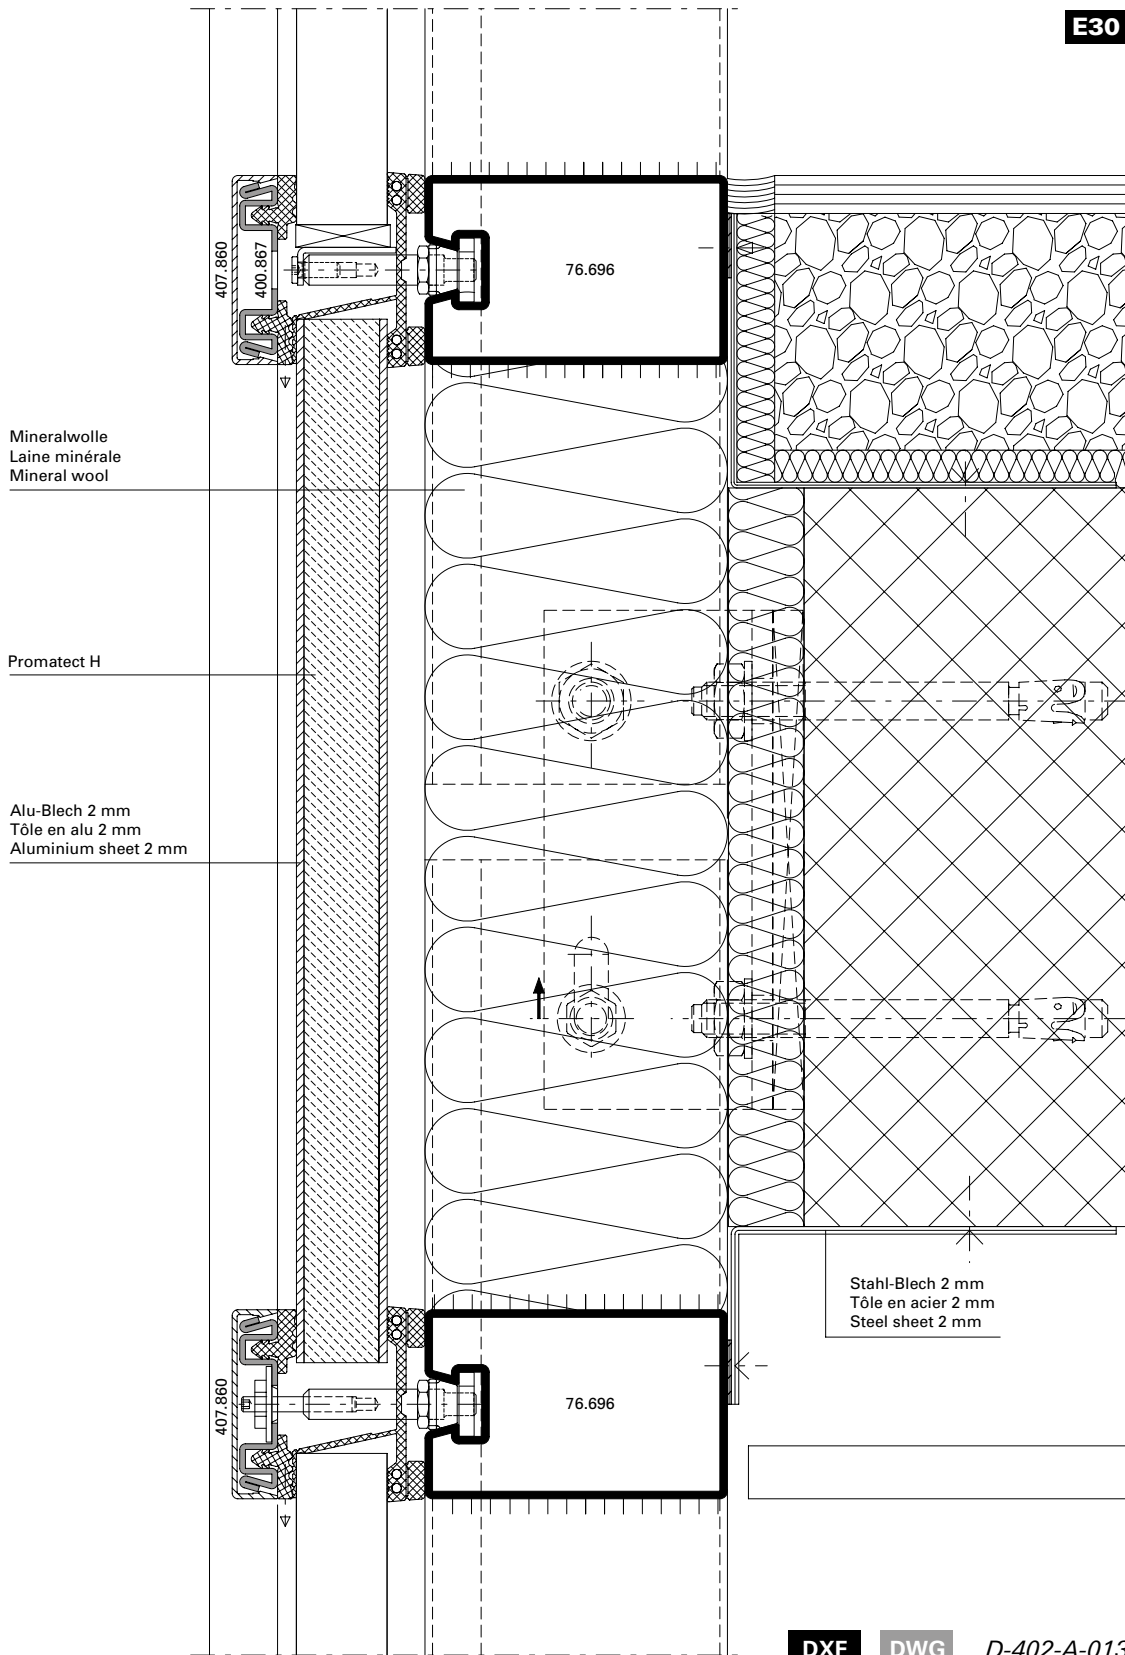 E30
407.860
400.867
76.696
Mineralwolle
Laine minérale
Mineral wool
Promatect H
Alu-Blech 2 mm
Tôle en alu 2 mm
Aluminium sheet 2 mm
Stahl-Blech 2 mm
Tôle en acier 2 mm
Steel sheet 2 mm
407.860
76.696
DXF DWG D-402-A-013